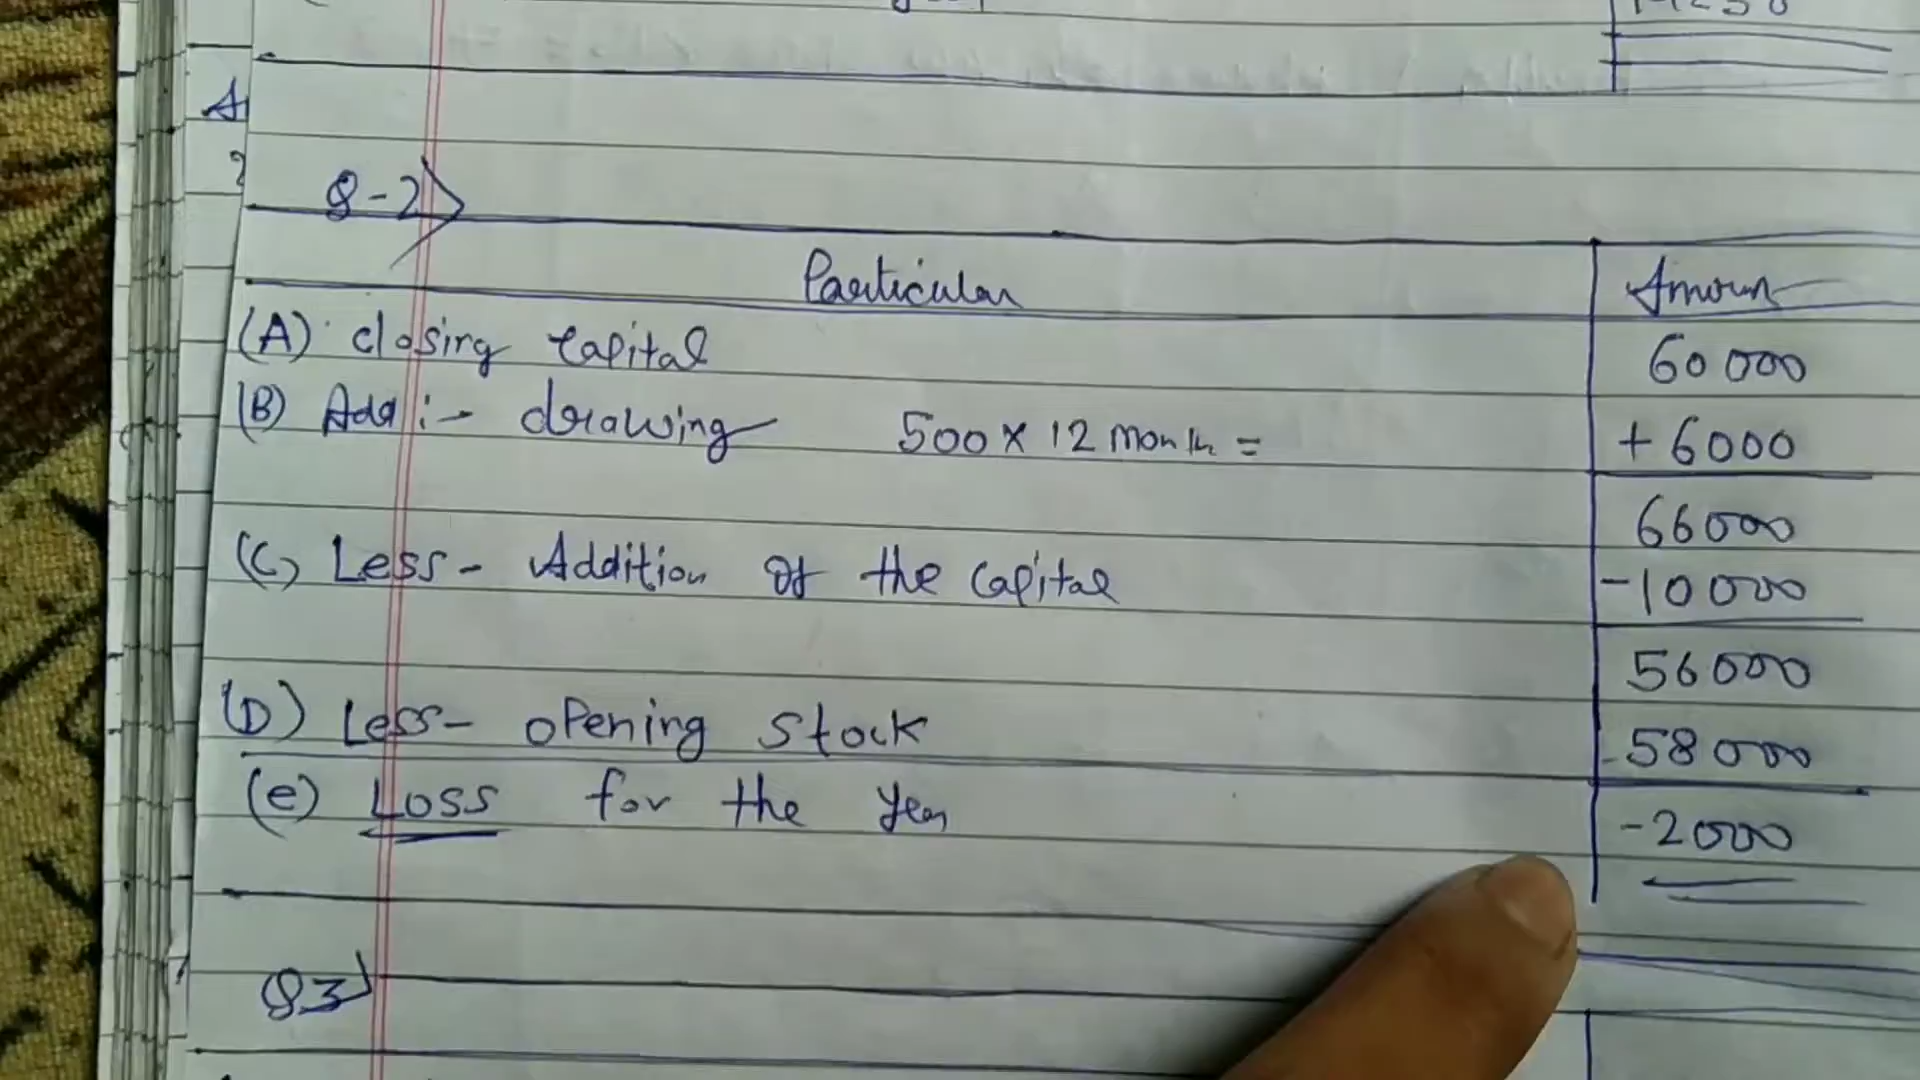 Q-2
Particular Amoun
(A) closing capital 60000
(B) Add :- drawing 500 × 12 Month = + 6000
66000
(C) Less - Addition of the capital -10000
56000
(D) Less - opening stock -58000
(e) Loss for the year -2000
Q3